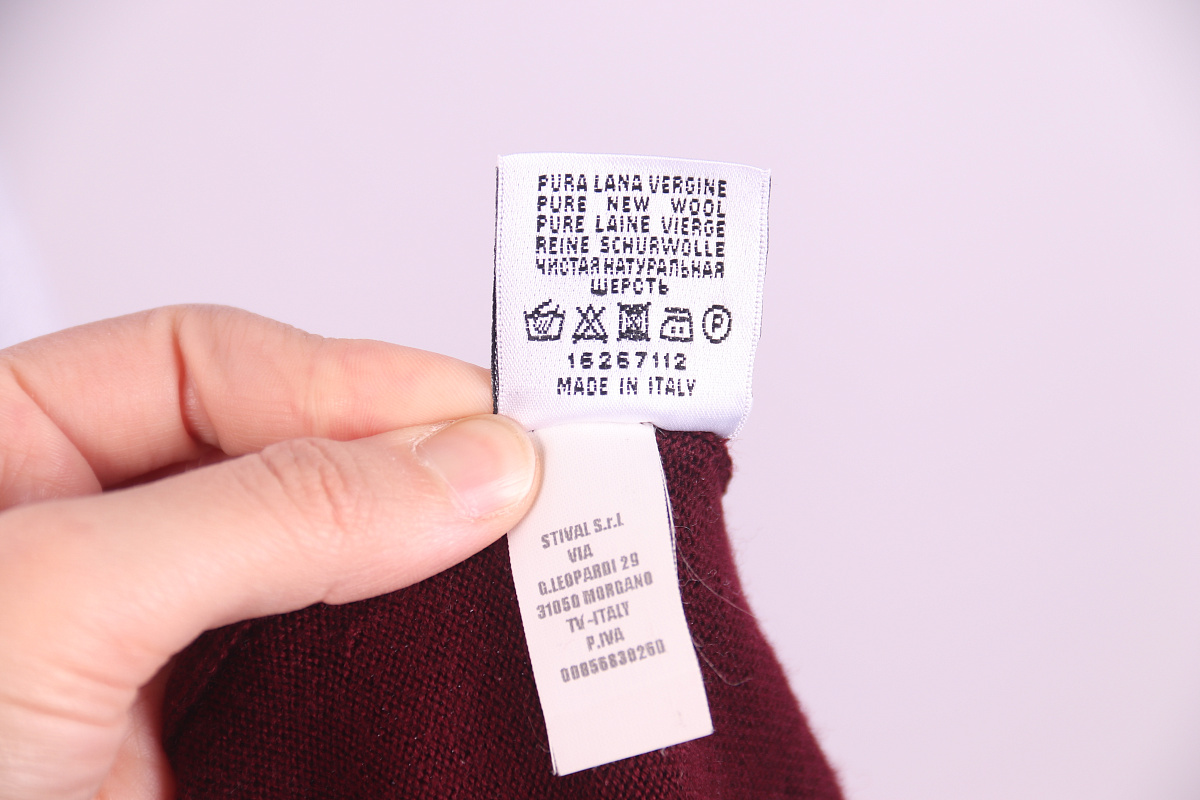 PURA LANA VERGINE
PURE NEW WOOL
PURE LAINE VIERGE
REINE SCHURWOLLE
ЧИСТАЯ НАТУРАЛЬНАЯ
ШЕРСТЬ
P
16267112
MADE IN ITALY
STIVAL S.r.l
VIA
G.LEOPARDI 29
31050 MORGANO
TV-ITALY
P.IVA
00856830260